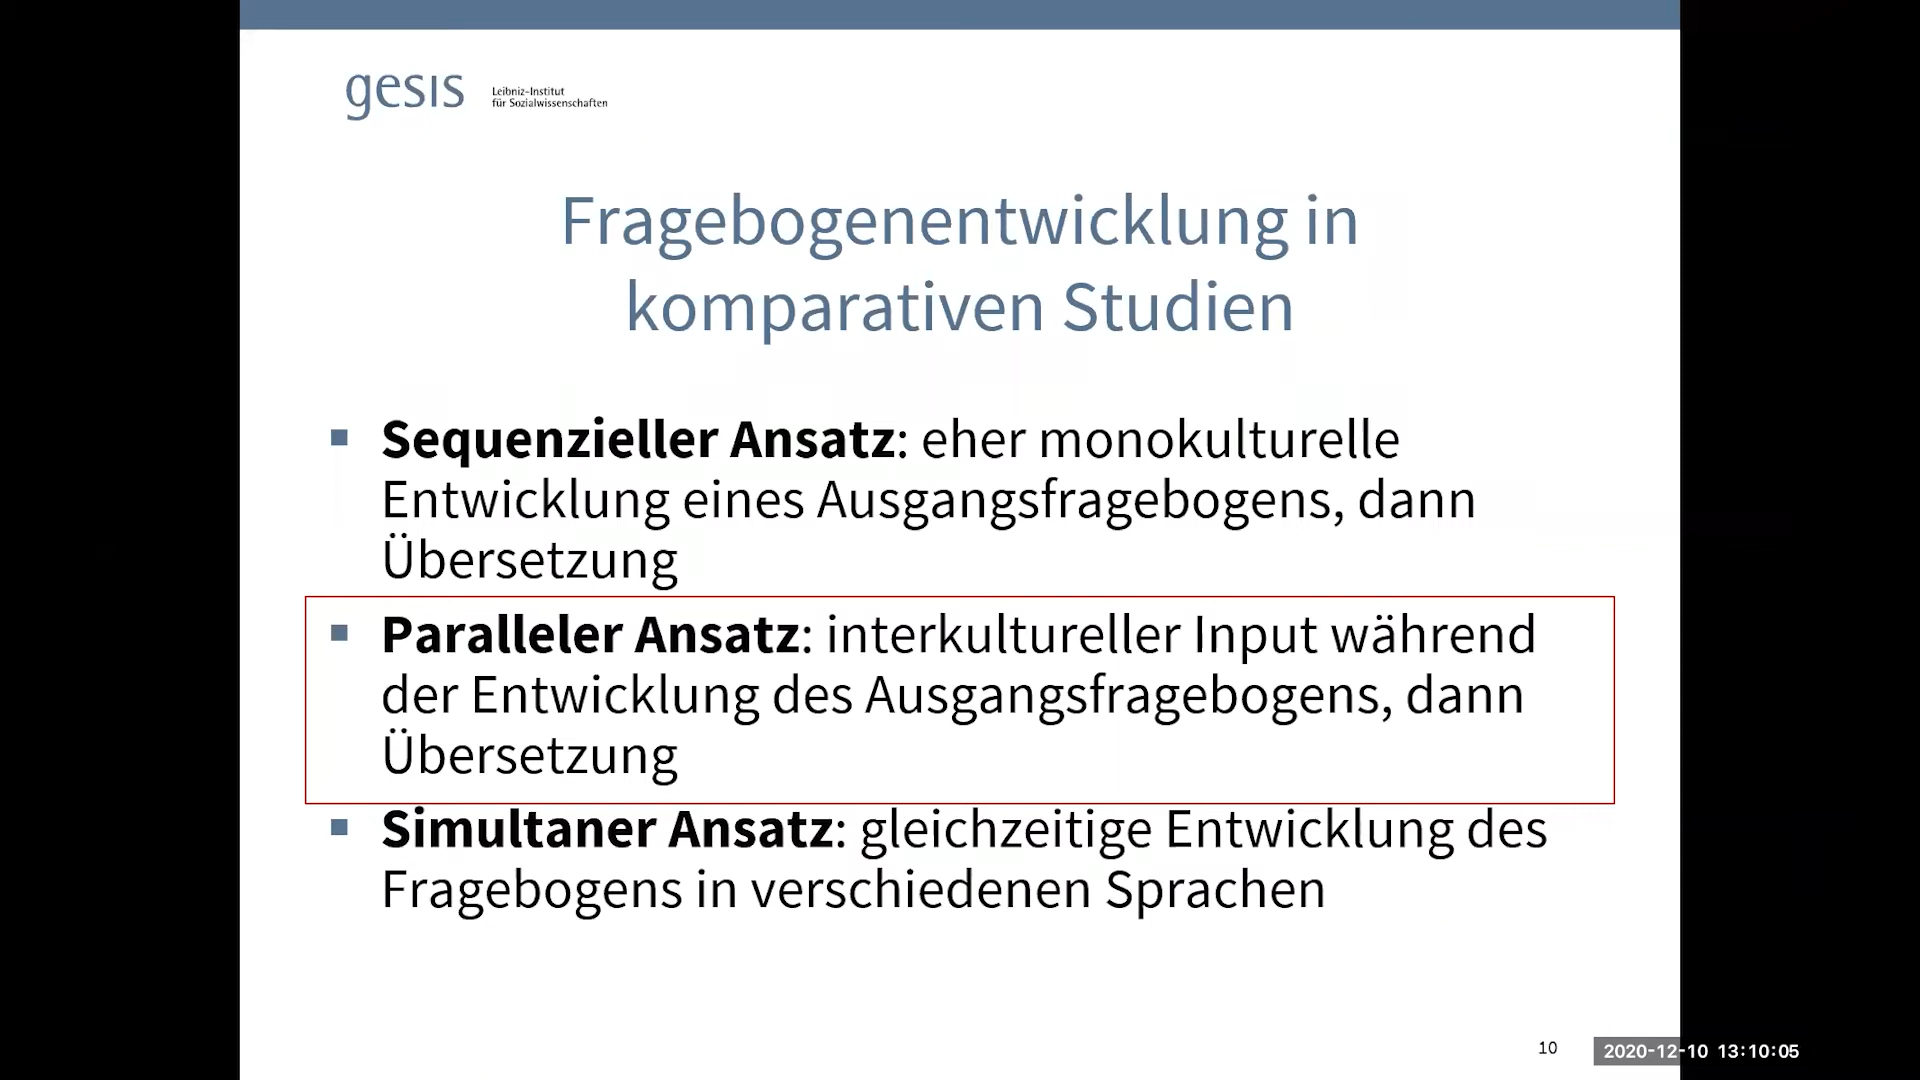 gesis
Leibniz-Institut
für Sozialwissenschaften
Fragebogenentwicklung in
komparativen Studien
▪ Sequenzieller Ansatz: eher monokulturelle
Entwicklung eines Ausgangsfragebogens, dann
Übersetzung
▪ Paralleler Ansatz: interkultureller Input während
der Entwicklung des Ausgangsfragebogens, dann
Übersetzung
▪ Simultaner Ansatz: gleichzeitige Entwicklung des
Fragebogens in verschiedenen Sprachen
10
2020-12-10 13:10:05